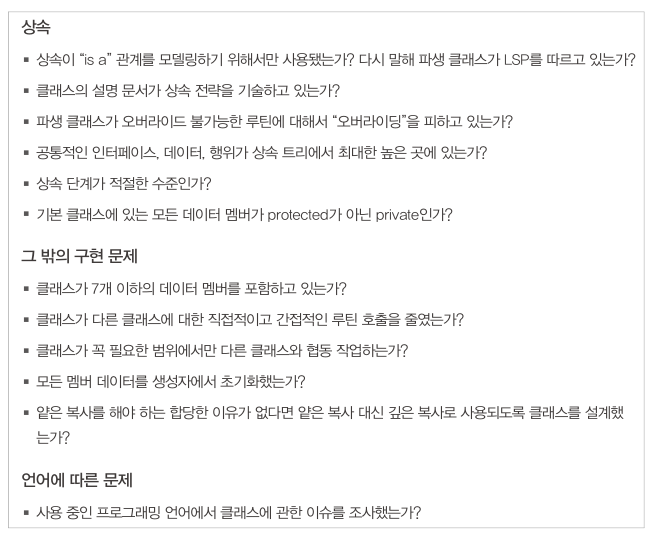 상속
▪ 상속이 “is a” 관계를 모델링하기 위해서만 사용됐는가? 다시 말해 파생 클래스가 LSP를 따르고 있는가?
▪ 클래스의 설명 문서가 상속 전략을 기술하고 있는가?
▪ 파생 클래스가 오버라이드 불가능한 루틴에 대해서 “오버라이딩”을 피하고 있는가?
▪ 공통적인 인터페이스, 데이터, 행위가 상속 트리에서 최대한 높은 곳에 있는가?
▪ 상속 단계가 적절한 수준인가?
▪ 기본 클래스에 있는 모든 데이터 멤버가 protected가 아닌 private인가?
그 밖의 구현 문제
▪ 클래스가 7개 이하의 데이터 멤버를 포함하고 있는가?
▪ 클래스가 다른 클래스에 대한 직접적이고 간접적인 루틴 호출을 줄였는가?
▪ 클래스가 꼭 필요한 범위에서만 다른 클래스와 협동 작업하는가?
▪ 모든 멤버 데이터를 생성자에서 초기화했는가?
▪ 얕은 복사를 해야 하는 합당한 이유가 없다면 얕은 복사 대신 깊은 복사로 사용되도록 클래스를 설계했
는가?
언어에 따른 문제
▪ 사용 중인 프로그래밍 언어에서 클래스에 관한 이슈를 조사했는가?